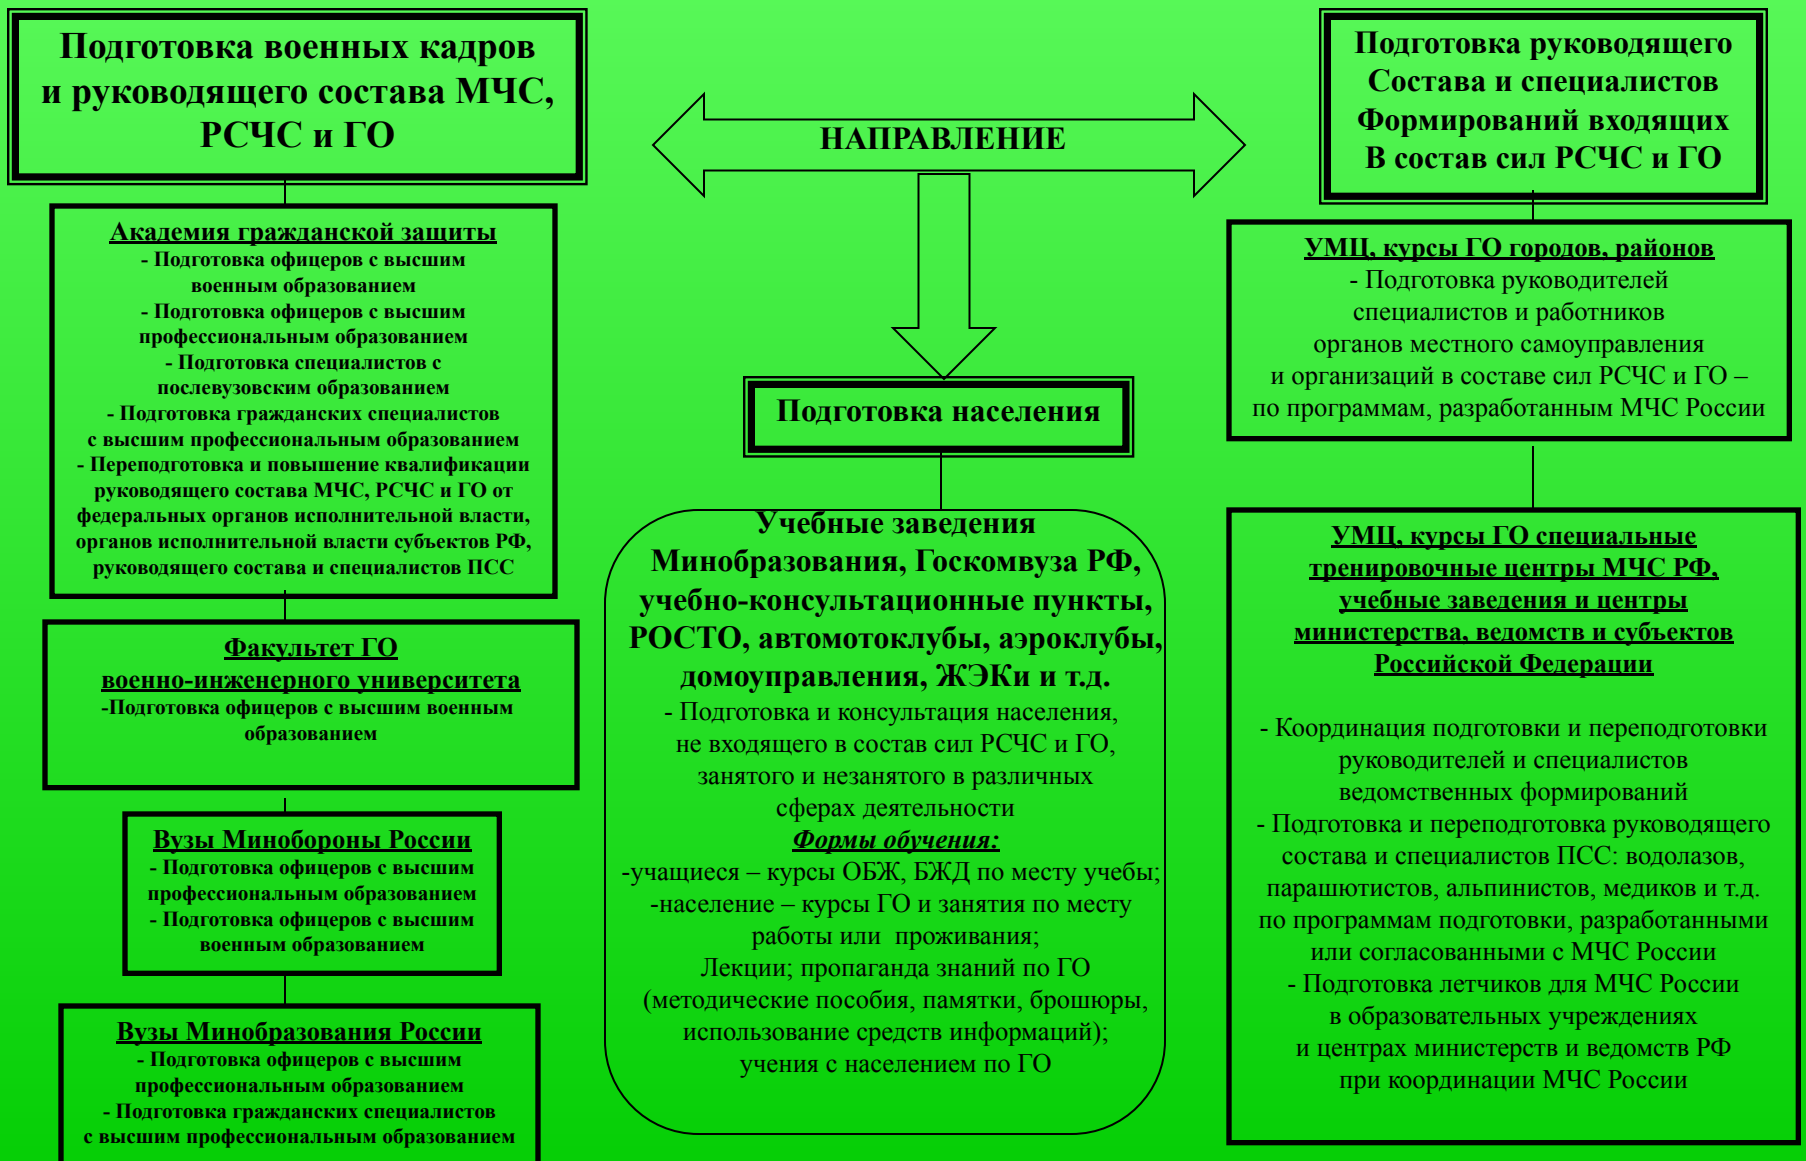 Подготовка военных кадров
и руководящего состава МЧС,
РСЧС и ГО
Академия гражданской защиты
- Подготовка офицеров с высшим
военным образованием
- Подготовка офицеров с высшим
профессиональным образованием
- Подготовка специалистов с
послевузовским образованием
- Подготовка гражданских специалистов
с высшим профессиональным образованием
- Переподготовка и повышение квалификации
руководящего состава МЧС, РСЧС и ГО от
федеральных органов исполнительной власти,
органов исполнительной власти субъектов РФ,
руководящего состава и специалистов ПСС
Факультет ГО
военно-инженерного университета
-Подготовка офицеров с высшим военным
образованием
Вузы Минобороны России
- Подготовка офицеров с высшим
профессиональным образованием
- Подготовка офицеров с высшим
военным образованием
Вузы Минобразования России
- Подготовка офицеров с высшим
профессиональным образованием
- Подготовка гражданских специалистов
с высшим профессиональным образованием
НАПРАВЛЕНИЕ
Подготовка населения
Учебные заведения
Минобразования, Госкомвуза РФ,
учебно-консультационные пункты,
РОСТО, автомотоклубы, аэроклубы,
домоуправления, ЖЭКи и т.д.
- Подготовка и консультация населения,
не входящего в состав сил РСЧС и ГО,
занятого и незанятого в различных
сферах деятельности
Формы обучения:
-учащиеся – курсы ОБЖ, БЖД по месту учебы;
-население – курсы ГО и занятия по месту
работы или проживания;
Лекции; пропаганда знаний по ГО
(методические пособия, памятки, брошюры,
использование средств информаций);
учения с населением по ГО
Подготовка руководящего
Состава и специалистов
Формирований входящих
В состав сил РСЧС и ГО
УМЦ, курсы ГО городов, районов
- Подготовка руководителей
специалистов и работников
органов местного самоуправления
и организаций в составе сил РСЧС и ГО –
по программам, разработанным МЧС России
УМЦ, курсы ГО специальные
тренировочные центры МЧС РФ,
учебные заведения и центры
министерства, ведомств и субъектов
Российской Федерации
- Координация подготовки и переподготовки
руководителей и специалистов
ведомственных формирований
- Подготовка и переподготовка руководящего
состава и специалистов ПСС: водолазов,
парашютистов, альпинистов, медиков и т.д.
по программам подготовки, разработанными
или согласованными с МЧС России
- Подготовка летчиков для МЧС России
в образовательных учреждениях
и центрах министерств и ведомств РФ
при координации МЧС России